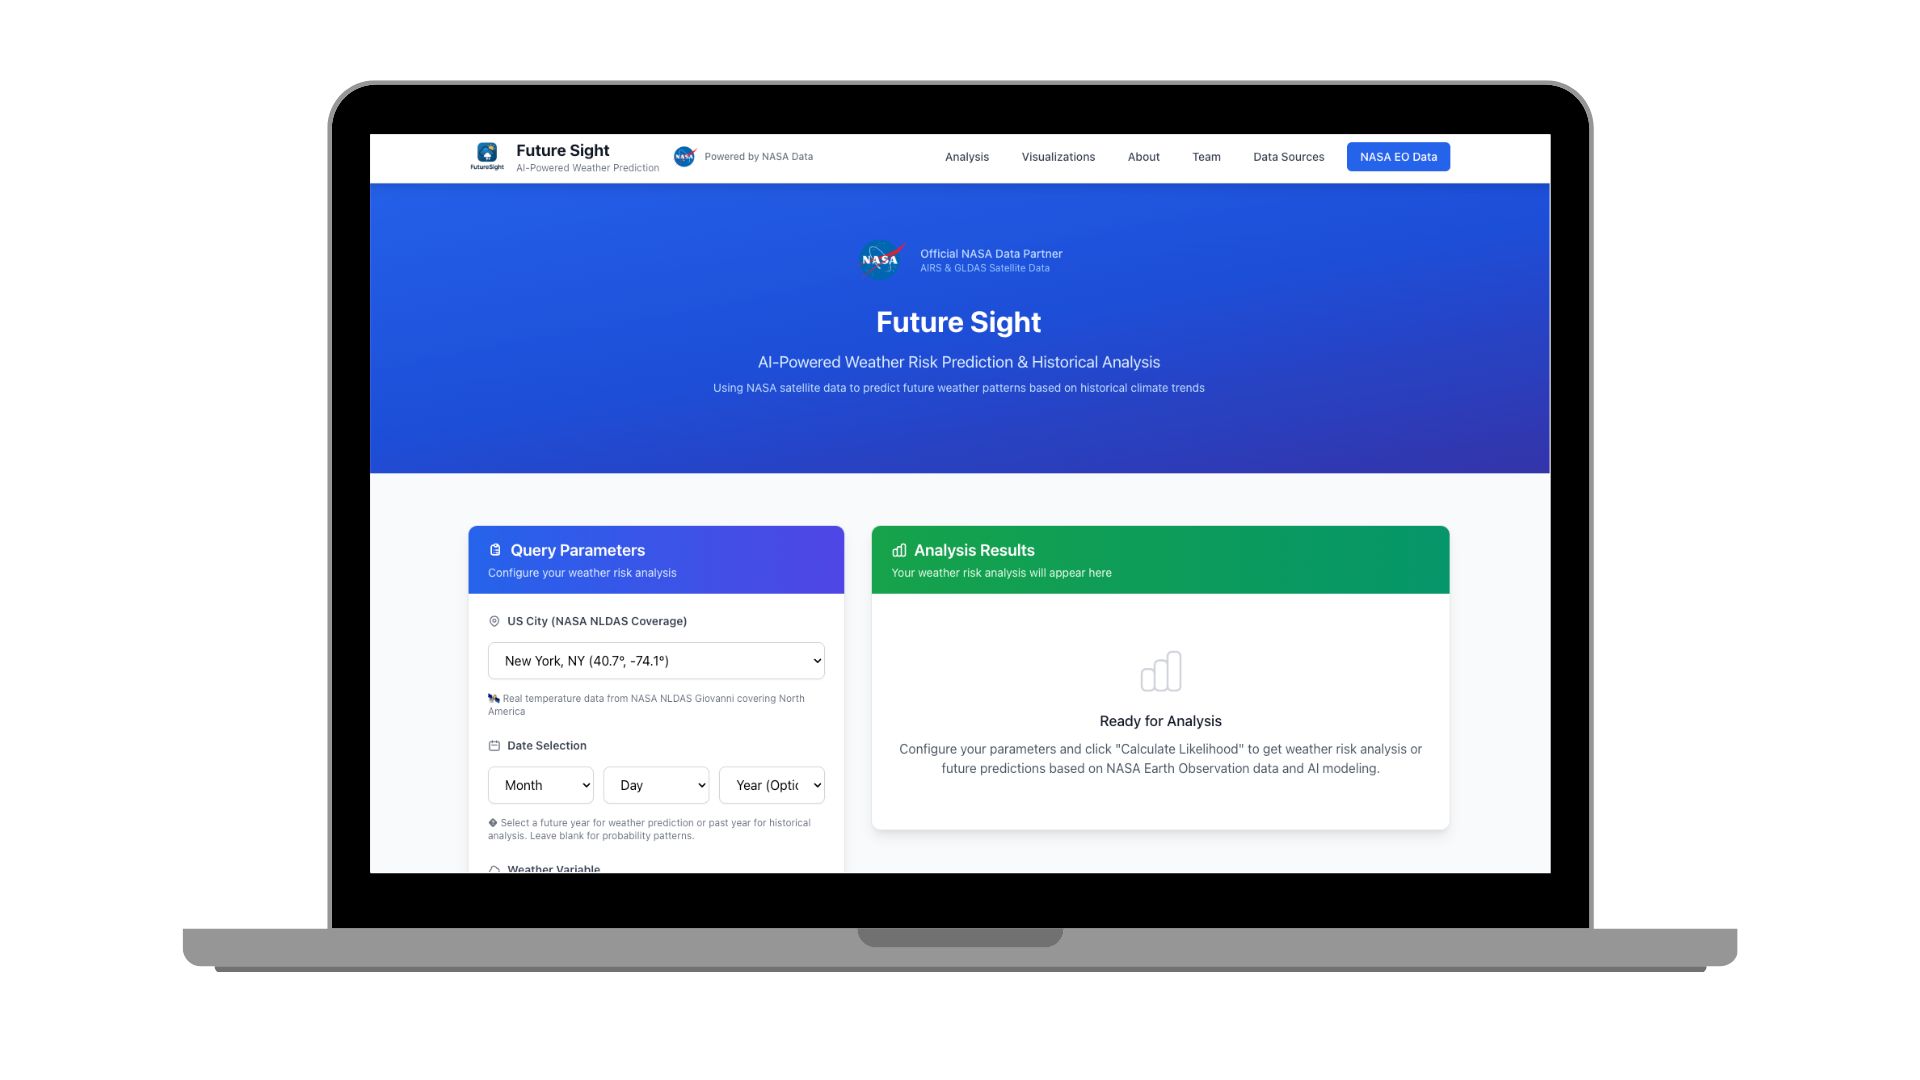 FutureSight
Future Sight
AI-Powered Weather Prediction
NASA
Powered by NASA Data
Analysis
Visualizations
About
Team
Data Sources
NASA EO Data
NASA
Official NASA Data Partner
AIRS & GLDAS Satellite Data
Future Sight
AI-Powered Weather Risk Prediction & Historical Analysis
Using NASA satellite data to predict future weather patterns based on historical climate trends
Query Parameters
Configure your weather risk analysis
US City (NASA NLDAS Coverage)
New York, NY (40.7°, -74.1°)
Real temperature data from NASA NLDAS Giovanni covering North
America
Date Selection
Month
Day
Year (Optic
� Select a future year for weather prediction or past year for historical
analysis. Leave blank for probability patterns.
Weather Variable
Analysis Results
Your weather risk analysis will appear here
Ready for Analysis
Configure your parameters and click "Calculate Likelihood" to get weather risk analysis or
future predictions based on NASA Earth Observation data and AI modeling.